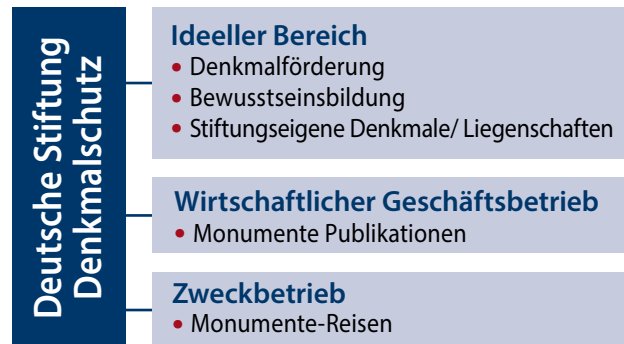 Deutsche Stiftung
Denkmalschutz
Ideeller Bereich
• Denkmalförderung
• Bewusstseinsbildung
• Stiftungseigene Denkmale/ Liegenschaften
Wirtschaftlicher Geschäftsbetrieb
• Monumente Publikationen
Zweckbetrieb
• Monumente-Reisen